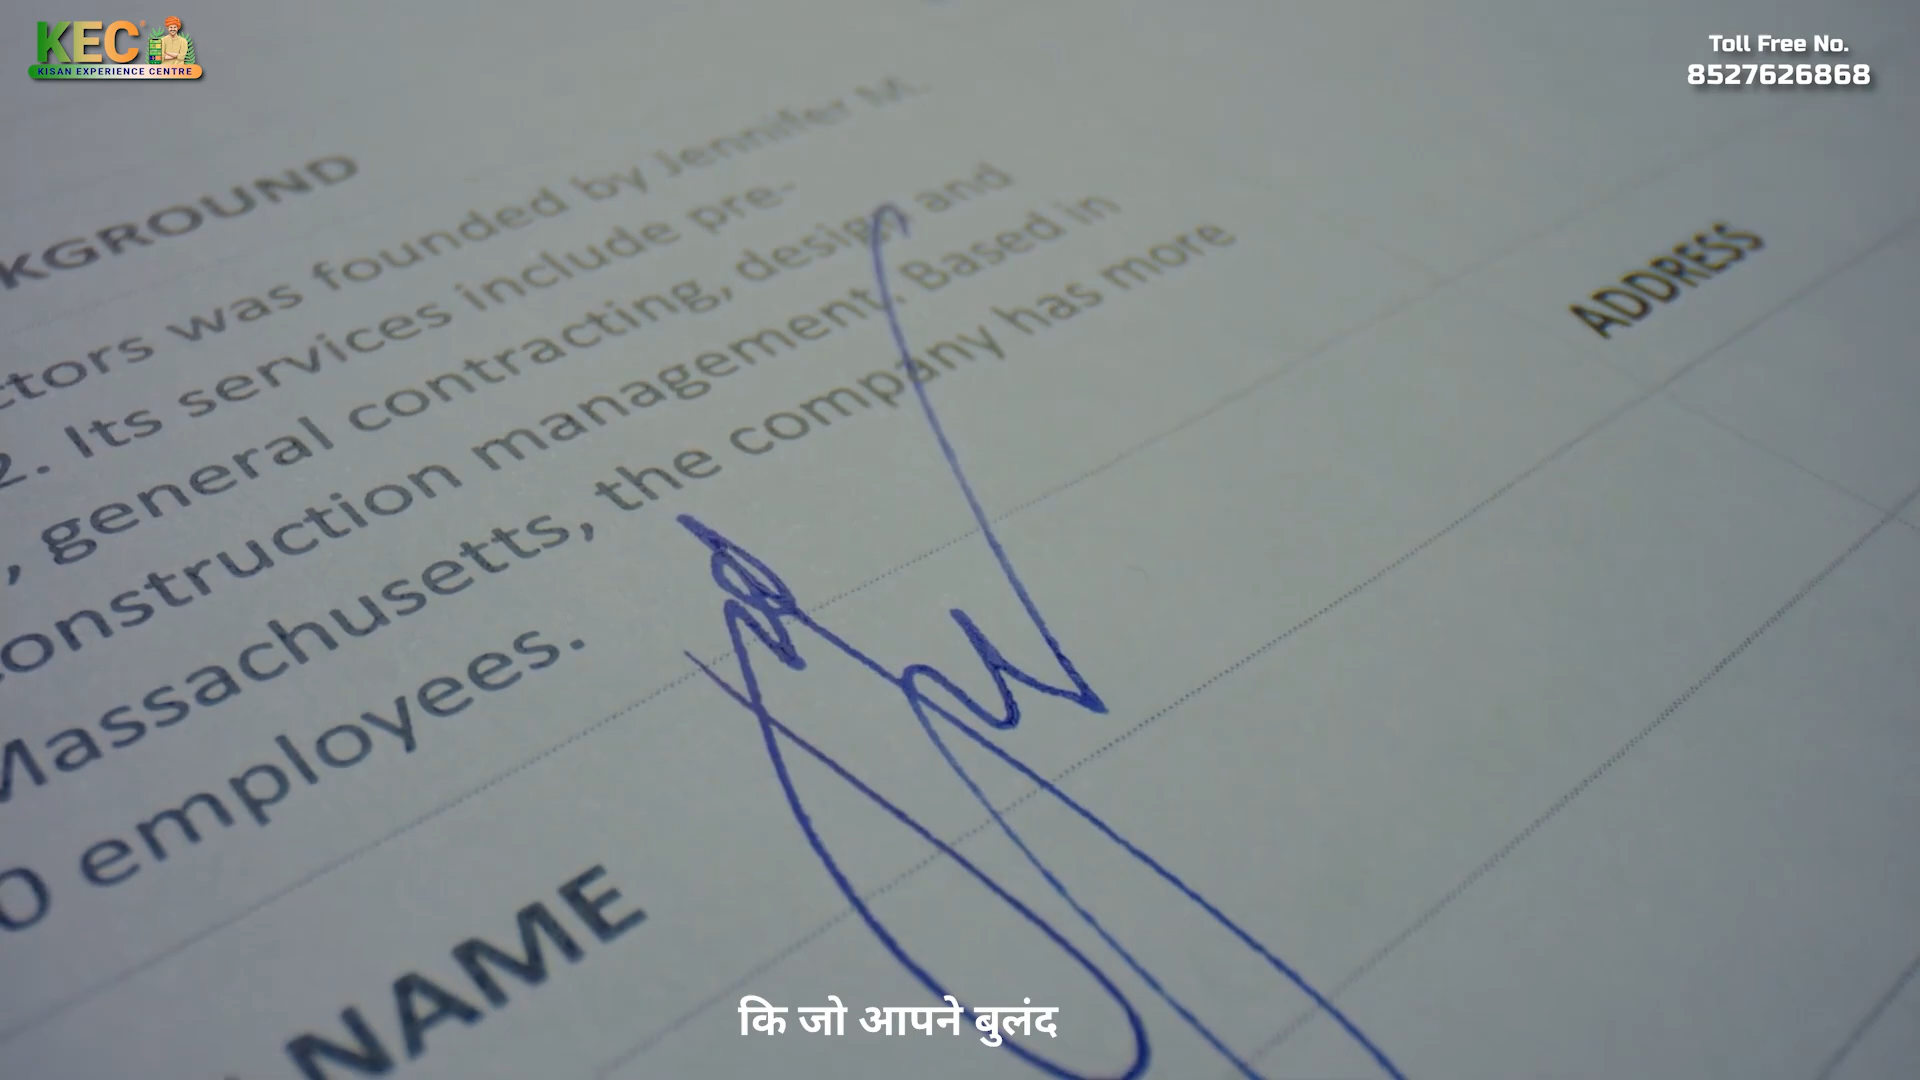 KEC
KISAN EXPERIENCE CENTRE
Toll Free No.
8527626868
KGROUND
ctors was founded by Jennifer M.
2. Its services include pre-
, general contracting, design and
onstruction management. Based in
Massachusetts, the company has more
0 employees.
NAME
ADDRESS
कि जो आपने बुलंद